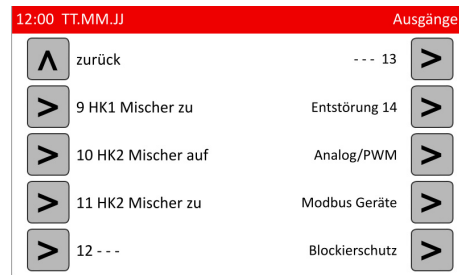 12:00 TT.MM.JJ Ausgänge
zurück
9 HK1 Mischer zu
10 HK2 Mischer auf
11 HK2 Mischer zu
12 - - -
- - - 13
Entstörung 14
Analog/PWM
Modbus Geräte
Blockierschutz